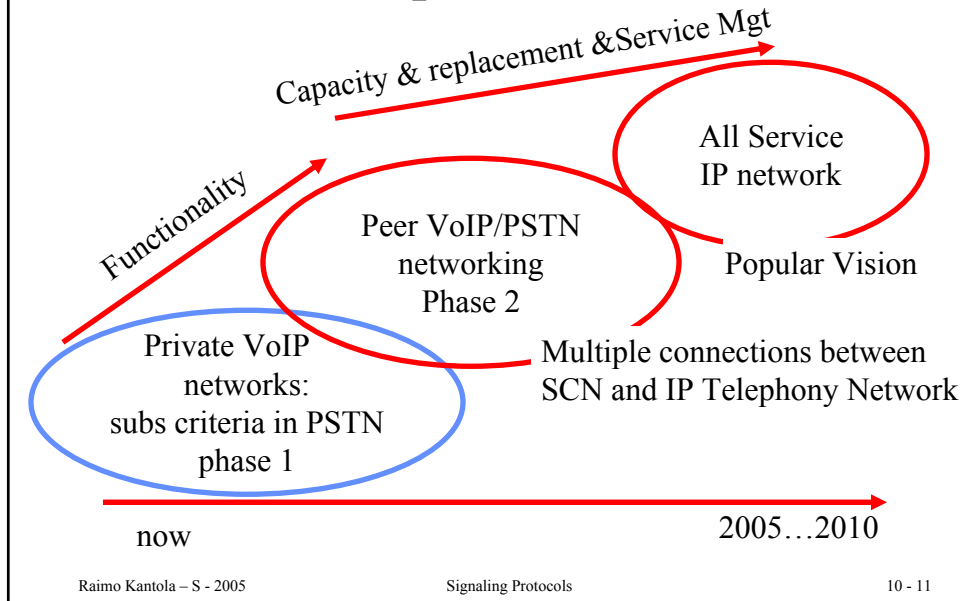 Capacity & replacement &Service Mgt
Functionality
All Service
IP network
Peer VoIP/PSTN
networking
Phase 2
Popular Vision
Private VoIP
networks:
subs criteria in PSTN
phase 1
Multiple connections between
SCN and IP Telephony Network
now
2005…2010
Raimo Kantola – S - 2005
Signaling Protocols
10 - 11